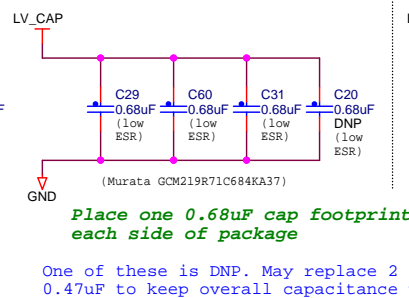 LV_CAP
C29
0.68uF
(low
ESR)
C60
0.68uF
(low
ESR)
C31
0.68uF
(low
ESR)
C20
0.68uF
DNP
(low
ESR)
(Murata GCM219R71C684KA37)
GND
Place one 0.68uF cap footprint
each side of package
One of these is DNP. May replace 2
0.47uF to keep overall capacitance